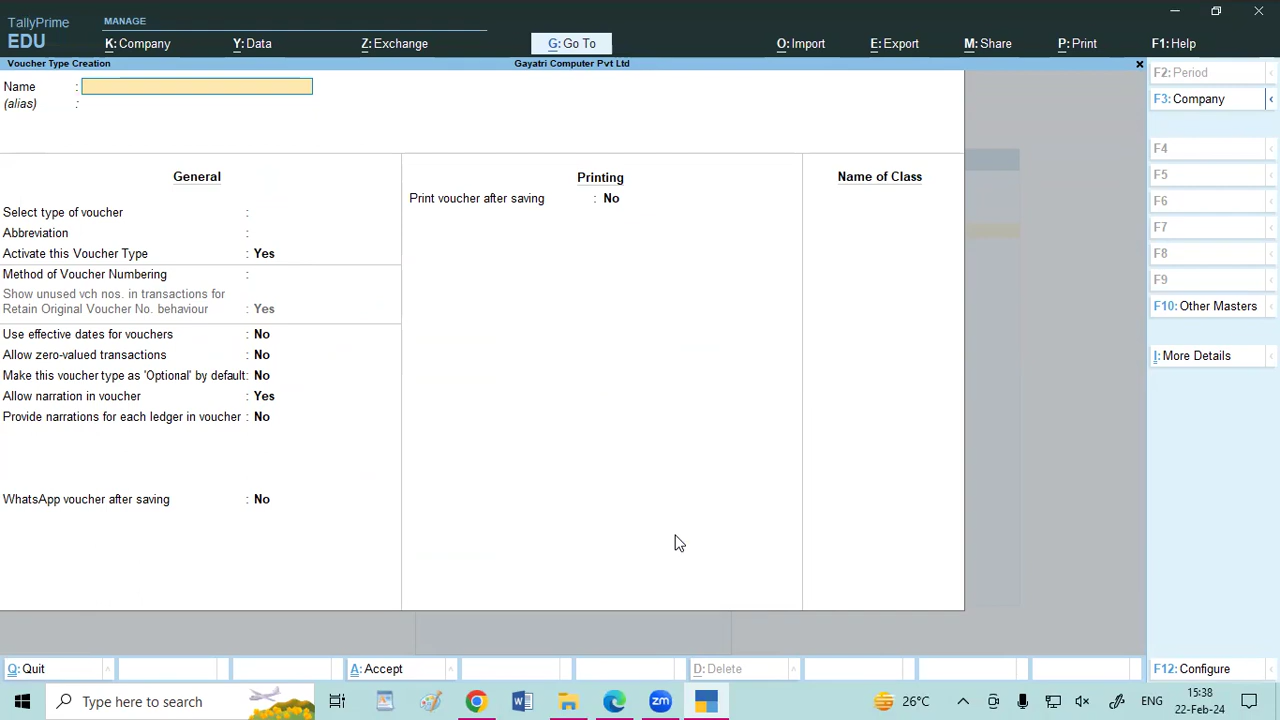 TallyPrime
EDU
MANAGE
K: Company
Y: Data
Z: Exchange
G: Go To
O: Import
E: Export
M: Share
P: Print
F1: Help
Voucher Type Creation
Gayatri Computer Pvt Ltd
Name :
(alias) :
General
Select type of voucher :
Abbreviation :
Activate this Voucher Type : Yes
Method of Voucher Numbering :
Show unused vch nos. in transactions for
Retain Original Voucher No. behaviour : Yes
Use effective dates for vouchers : No
Allow zero-valued transactions : No
Make this voucher type as 'Optional' by default: No
Allow narration in voucher : Yes
Provide narrations for each ledger in voucher : No
WhatsApp voucher after saving : No
Printing
Print voucher after saving : No
Name of Class
F2: Period
F3: Company
F4
F5
F6
F7
F8
F9
F10: Other Masters
I: More Details
F12: Configure
Q: Quit
A: Accept
D: Delete
Type here to search
zm
26°C
ENG
15:38
22-Feb-24